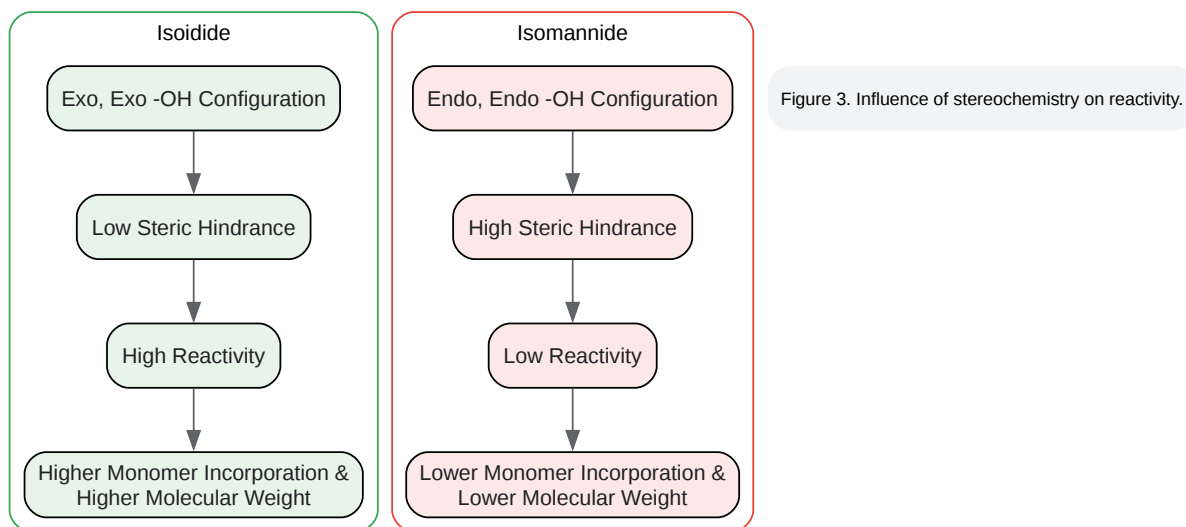 Isoidide
Exo, Exo -OH Configuration
Low Steric Hindrance
High Reactivity
Higher Monomer Incorporation &
Higher Molecular Weight
Isomannide
Endo, Endo -OH Configuration
High Steric Hindrance
Low Reactivity
Lower Monomer Incorporation &
Lower Molecular Weight
Figure 3. Influence of stereochemistry on reactivity.